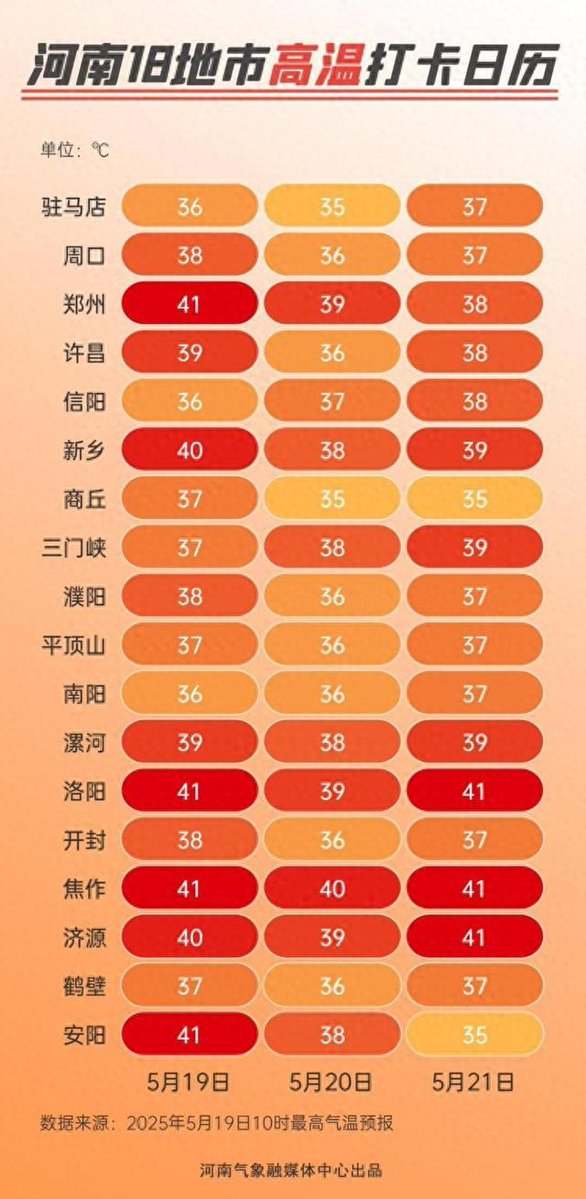 河南18地市高温打卡日历
单位：℃
驻马店 36 35 37
周口 38 36 37
郑州 41 39 38
许昌 39 36 38
信阳 36 37 38
新乡 40 38 39
商丘 37 35 35
三门峡 37 38 39
濮阳 38 36 37
平顶山 37 36 37
南阳 36 36 37
漯河 39 38 39
洛阳 41 39 41
开封 38 36 37
焦作 41 40 41
济源 40 39 41
鹤壁 37 36 37
安阳 41 38 35
5月19日 5月20日 5月21日
数据来源：2025年5月19日10时最高气温预报
河南气象融媒体中心出品